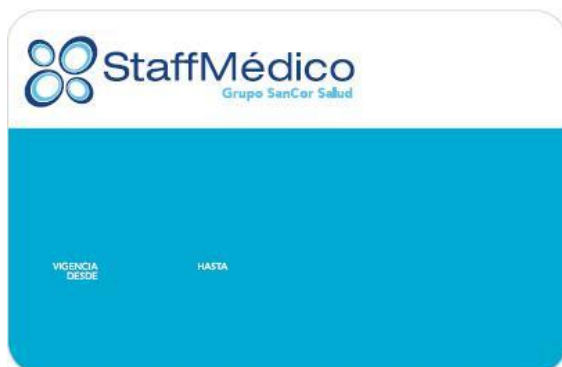 StaffMédico
Grupo SanCor Salud
VIGENCIA
DESDE
HASTA